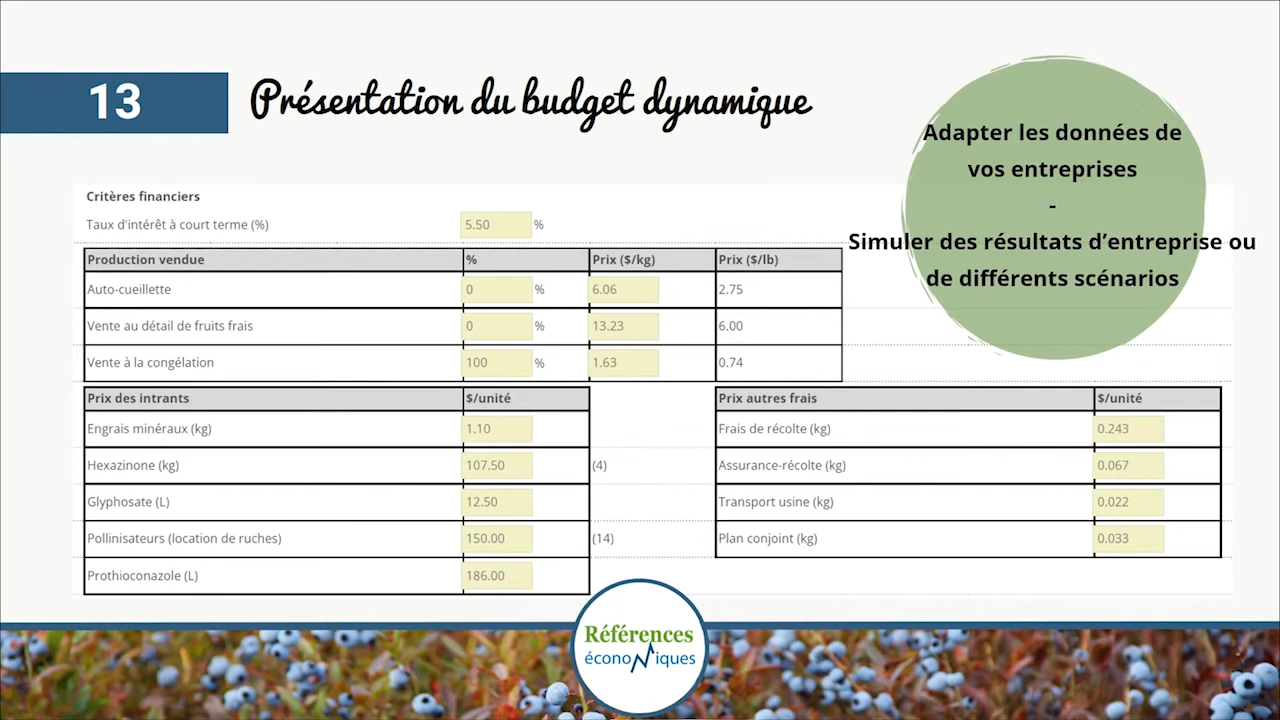 13
Présentation du budget dynamique
Adapter les données de
vos entreprises
-
Simuler des résultats d’entreprise ou
de différents scénarios
Critères financiers
Taux d'intérêt à court terme (%) 5.50 %
Production vendue % Prix ($/kg) Prix ($/lb)
Auto-cueillette 0 % 6.06 2.75
Vente au détail de fruits frais 0 % 13.23 6.00
Vente à la congélation 100 % 1.63 0.74
Prix des intrants $/unité
Engrais minéraux (kg) 1.10
Hexazinone (kg) 107.50 (4)
Glyphosate (L) 12.50
Pollinisateurs (location de ruches) 150.00 (14)
Prothioconazole (L) 186.00
Prix autres frais $/unité
Frais de récolte (kg) 0.243
Assurance-récolte (kg) 0.067
Transport usine (kg) 0.022
Plan conjoint (kg) 0.033
Références
économiques